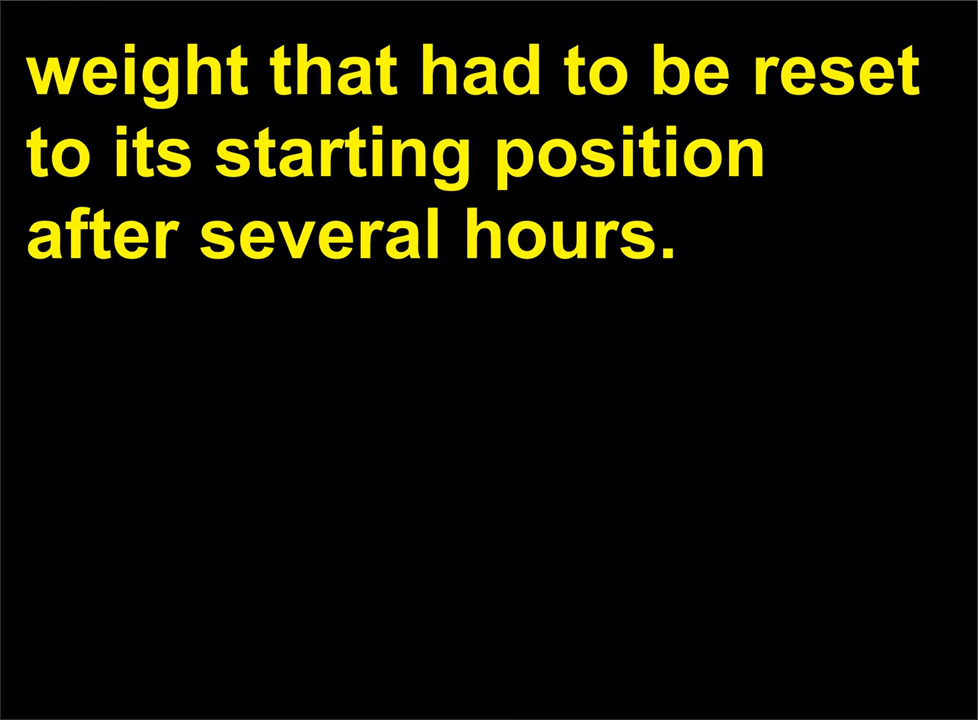 weight that had to be reset
to its starting position
after several hours.